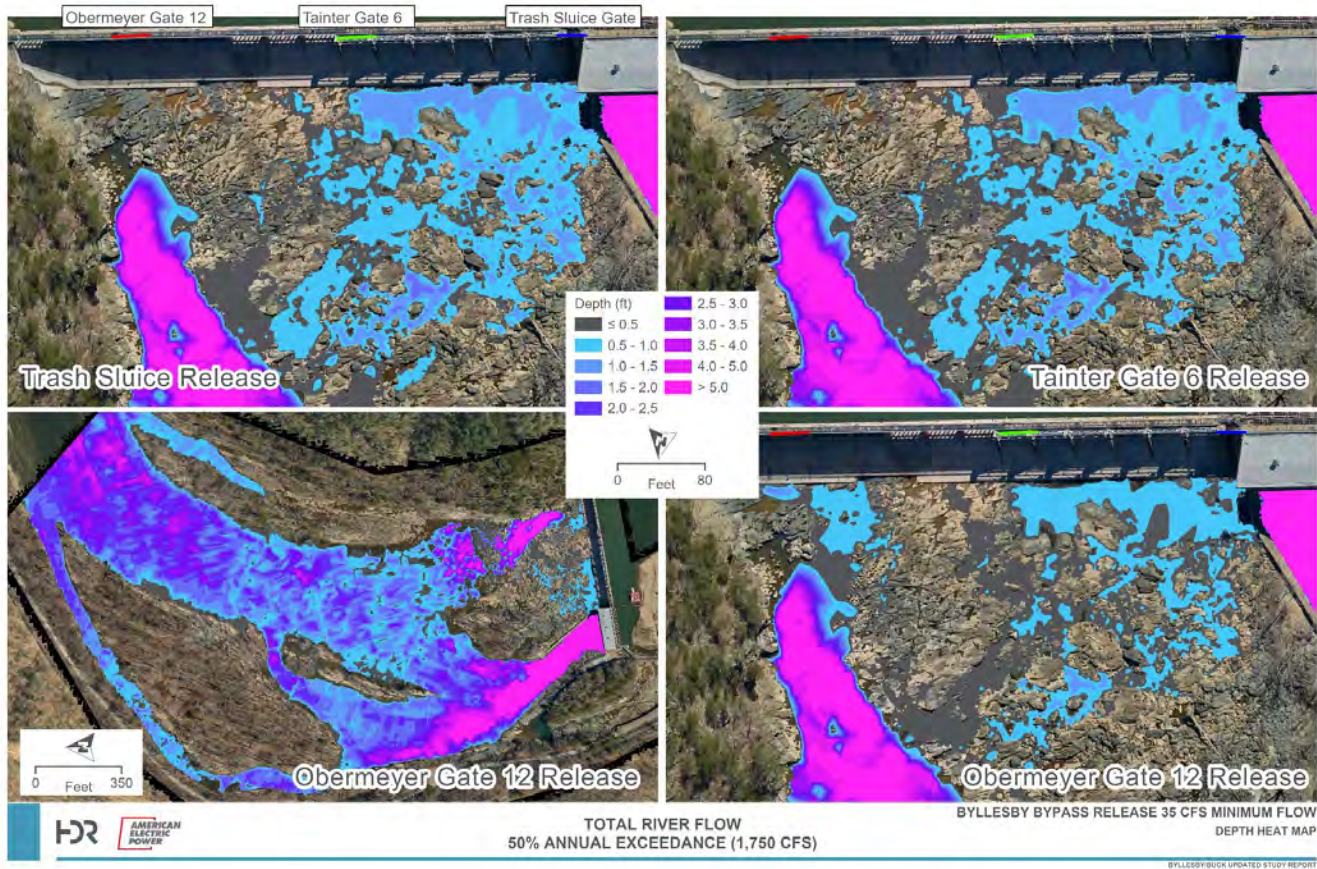 Obermeyer Gate 12
Tainter Gate 6
Trash Sluice Gate
Trash Sluice Release
Tainter Gate 6 Release
Depth (ft)
≤ 0.5
0.5 - 1.0
1.0 - 1.5
1.5 - 2.0
2.0 - 2.5
2.5 - 3.0
3.0 - 3.5
3.5 - 4.0
4.0 - 5.0
> 5.0
Z
0 80
Feet
Z
0 350
Feet
Obermeyer Gate 12 Release
Obermeyer Gate 12 Release
HDR
AMERICAN
ELECTRIC
POWER
TOTAL RIVER FLOW
50% ANNUAL EXCEEDANCE (1,750 CFS)
BYLLESBY BYPASS RELEASE 35 CFS MINIMUM FLOW
DEPTH HEAT MAP
BYLLESBY/BUCK UPDATED STUDY REPORT